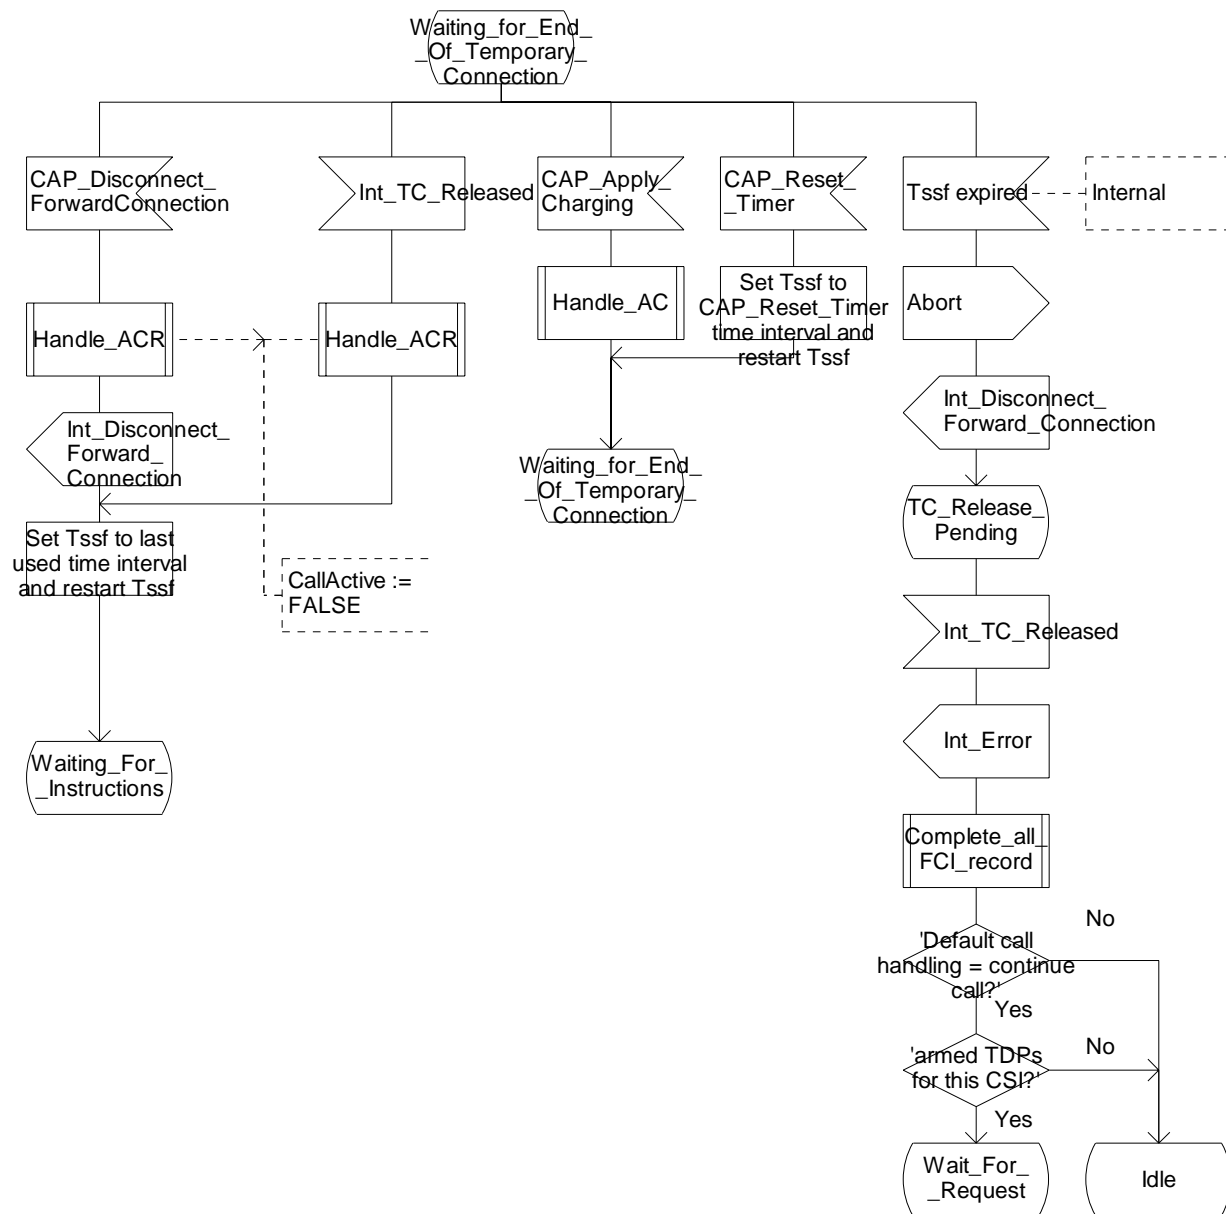 Waiting_for_End_
_Of_Temporary_
Connection
CAP_Disconnect_
ForwardConnection
Int_TC_Released
CAP_Apply_
Charging
CAP_Reset_
_Timer
Tssf expired
Internal
Handle_ACR
Handle_ACR
Handle_AC
Set Tssf to
CAP_Reset_Timer
time interval and
restart Tssf
Abort
Int_Disconnect_
Forward_
Connection
Int_Disconnect_
Forward_Connection
Waiting_for_End_
_Of_Temporary_
Connection
TC_Release_
Pending
Set Tssf to last
used time interval
and restart Tssf
CallActive :=
FALSE
Int_TC_Released
Int_Error
Waiting_For_
_Instructions
Complete_all_
FCI_record
'Default call
handling = continue
call?'
No
Yes
'armed TDPs
for this CSI?'
No
Yes
Wait_For_
_Request
Idle